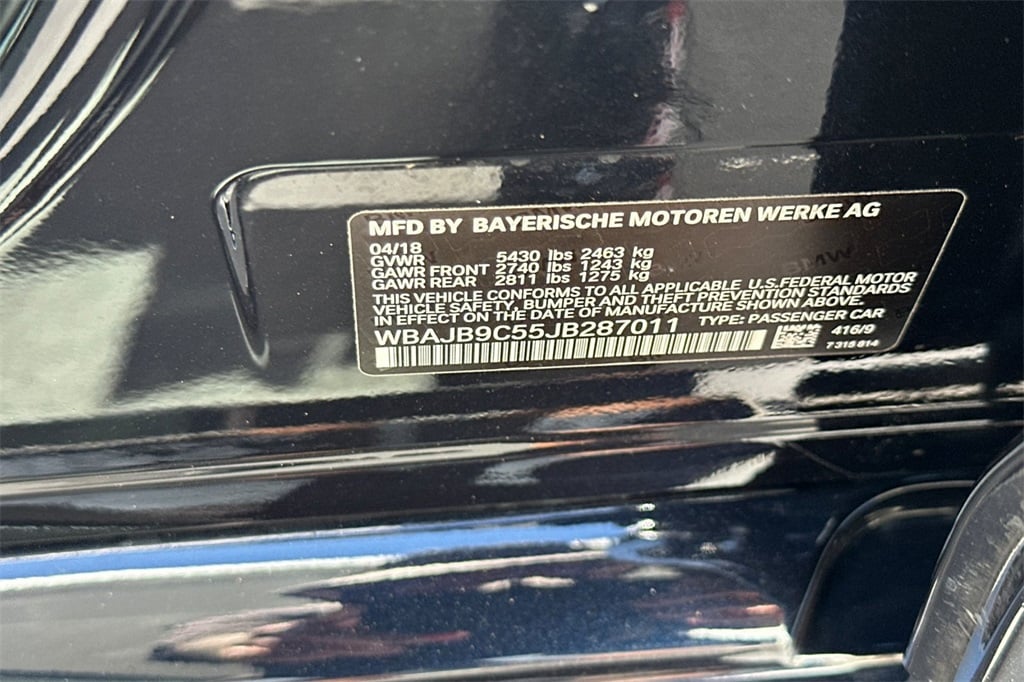 MFD BY BAYERISCHE MOTOREN WERKE AG
04/18
GVWR 5430 lbs 2463 kg
GAWR FRONT 2740 lbs 1243 kg
GAWR REAR 2811 lbs 1275 kg
THIS VEHICLE CONFORMS TO ALL APPLICABLE U.S.FEDERAL MOTOR
VEHICLE SAFETY, BUMPER AND THEFT PREVENTION STANDARDS
IN EFFECT ON THE DATE OF MANUFACTURE SHOWN ABOVE.
WBAJB9C55JB287011 TYPE: PASSENGER CAR
416/9
7 315 814